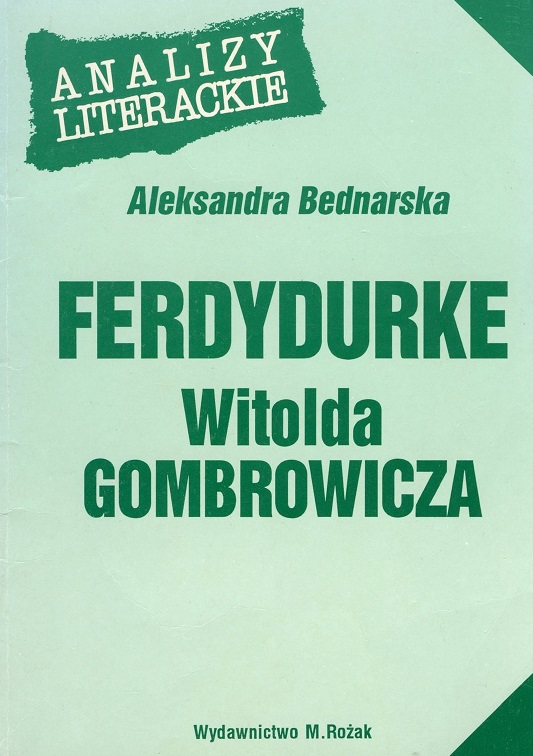 ANALIZY
LITERACKIE
Aleksandra Bednarska
FERDYDURKE
Witolda
GOMBROWICZA
Wydawnictwo M.Rożak